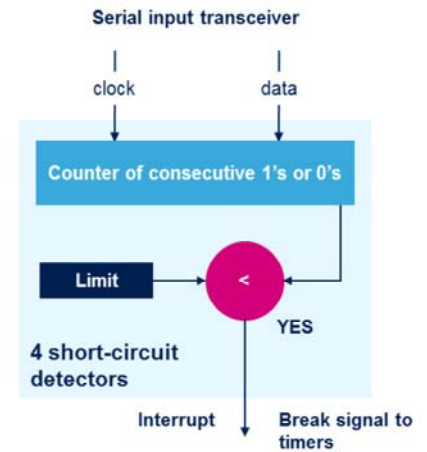 Serial input transceiver
clock
data
Counter of consecutive 1's or 0's
Limit
<
YES
4 short-circuit
detectors
Interrupt
Break signal to
timers